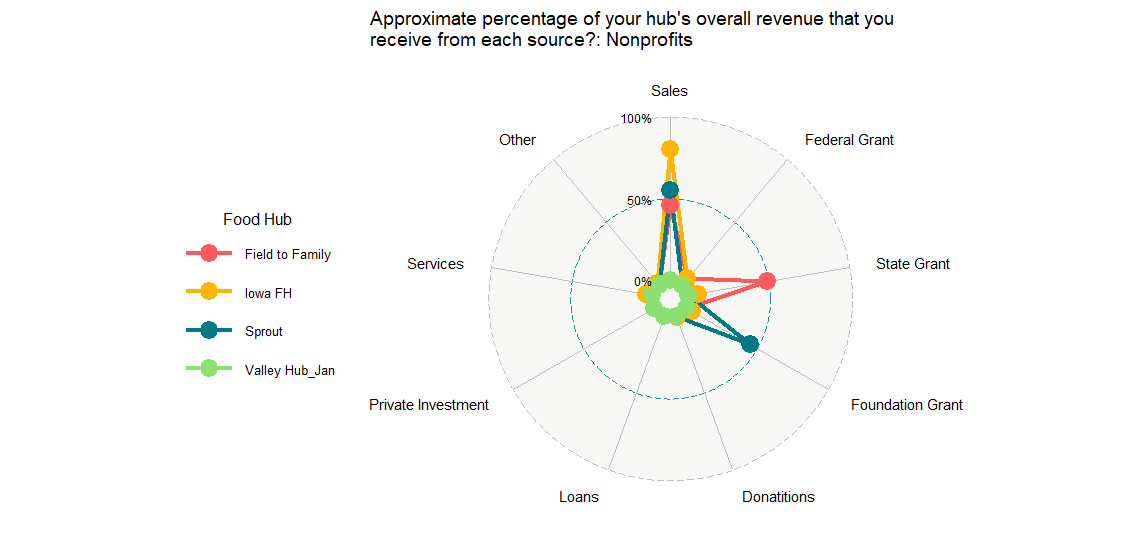 Approximate percentage of your hub's overall revenue that you
receive from each source?: Nonprofits
Sales
100%
Other
Federal Grant
50%
Food Hub
Field to Family
Services
State Grant
0%
Iowa FH
Sprout
Valley Hub_Jan
Private Investment
Foundation Grant
Loans
Donatitions